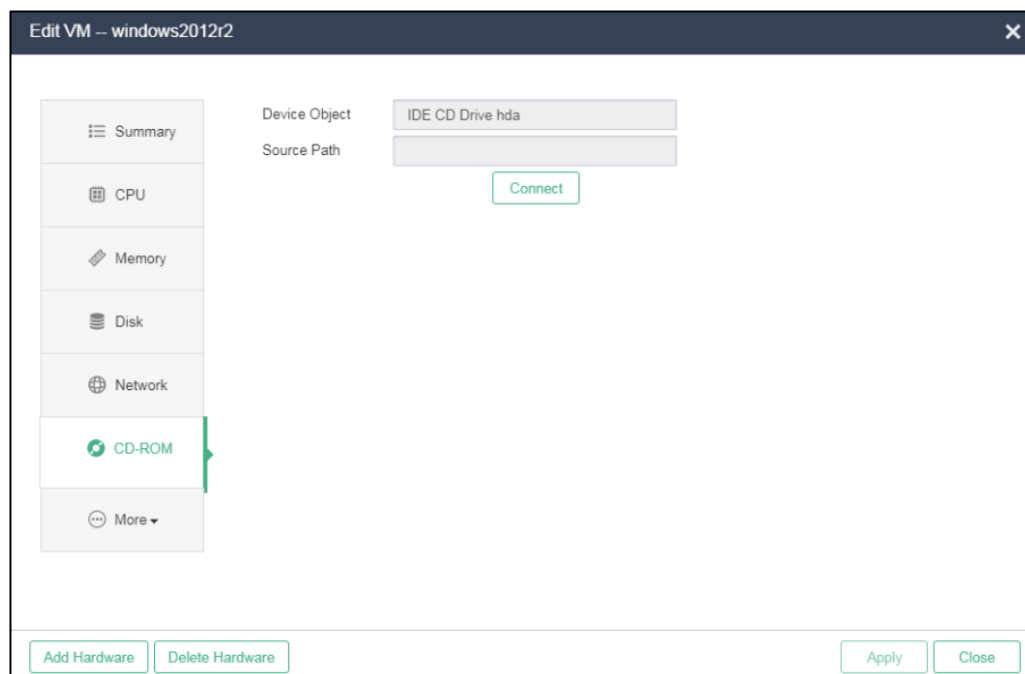 Edit VM -- windows2012r2
Summary
CPU
Memory
Disk
Network
CD-ROM
More
Device Object IDE CD Drive hda
Source Path
Connect
Add Hardware Delete Hardware Apply Close